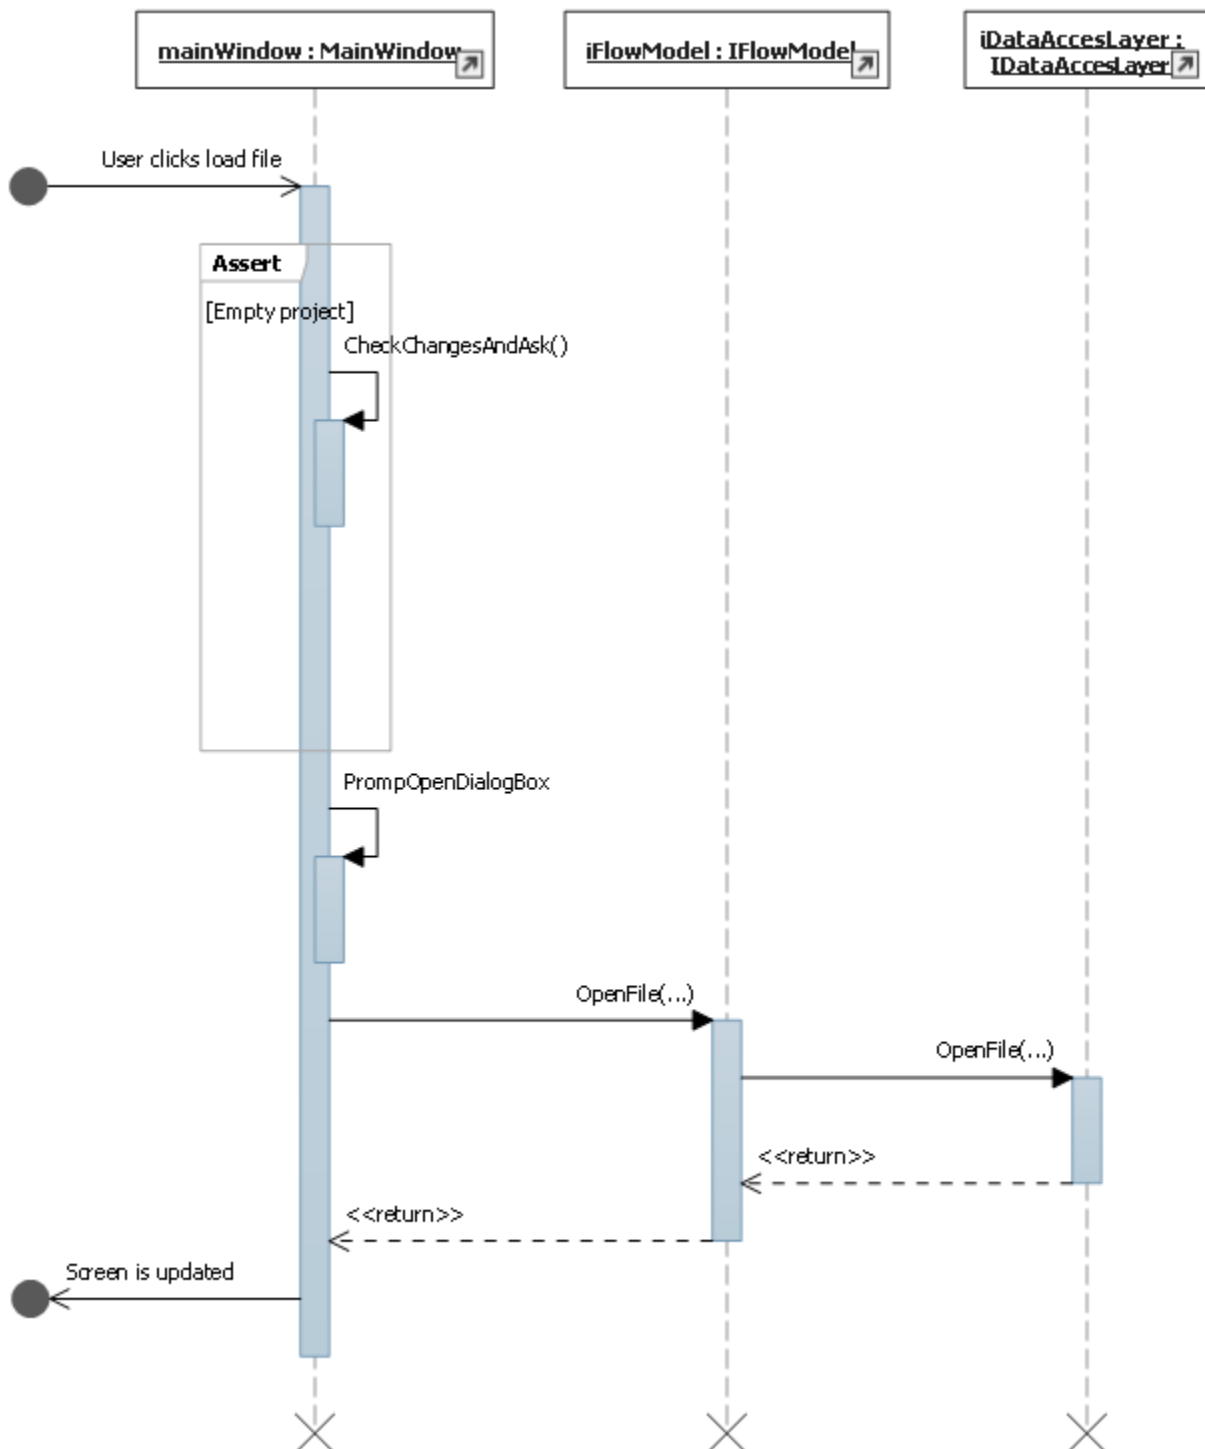 mainWindow : MainWindow
iFlowModel : IFlowModel
iDataAccesLayer :
IDataAccesLayer
User clicks load file
Assert
[Empty project]
CheckChangesAndAsk()
PrompOpenDialogBox
OpenFile(...)
OpenFile(...)
<<return>>
<<return>>
Screen is updated